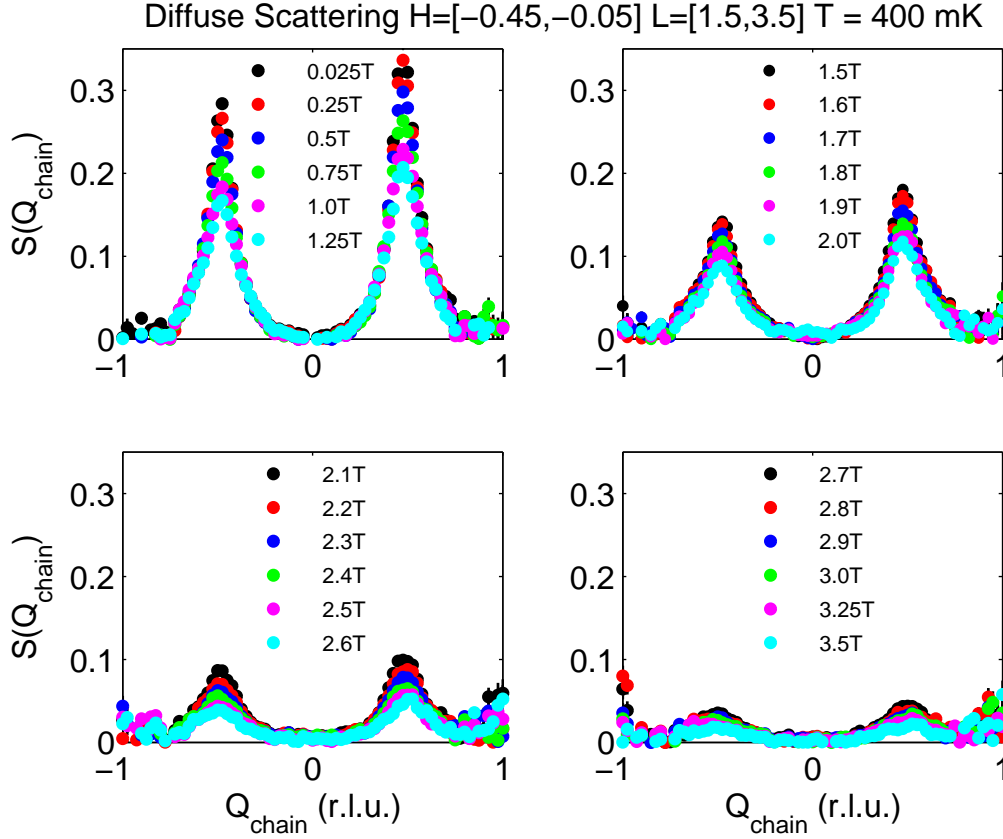 Diffuse Scattering H=[−0.45,−0.05] L=[1.5,3.5] T = 400 mK
S(Q_chain)
0.3
0.2
0.1
0
−1
0
1
0.025T
0.25T
0.5T
0.75T
1.0T
1.25T
0.3
0.2
0.1
0
−1
0
1
1.5T
1.6T
1.7T
1.8T
1.9T
2.0T
S(Q_chain)
0.3
0.2
0.1
0
−1
0
1
Q_chain (r.l.u.)
2.1T
2.2T
2.3T
2.4T
2.5T
2.6T
0.3
0.2
0.1
0
−1
0
1
Q_chain (r.l.u.)
2.7T
2.8T
2.9T
3.0T
3.25T
3.5T